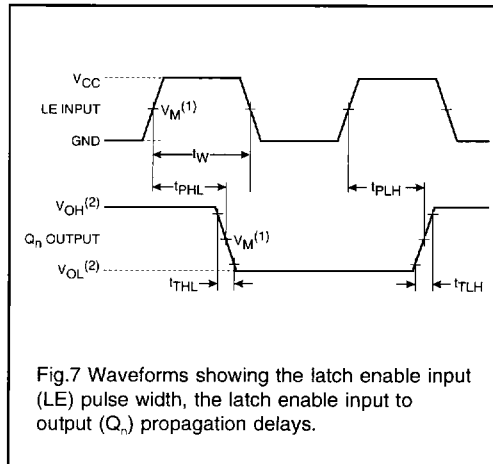 VCC
LE INPUT
VM(1)
GND
tW
tPHL
tPLH
VOH(2)
Qn OUTPUT
VM(1)
VOL(2)
tTHL
tTLH
Fig.7 Waveforms showing the latch enable input
(LE) pulse width, the latch enable input to
output (Qn) propagation delays.